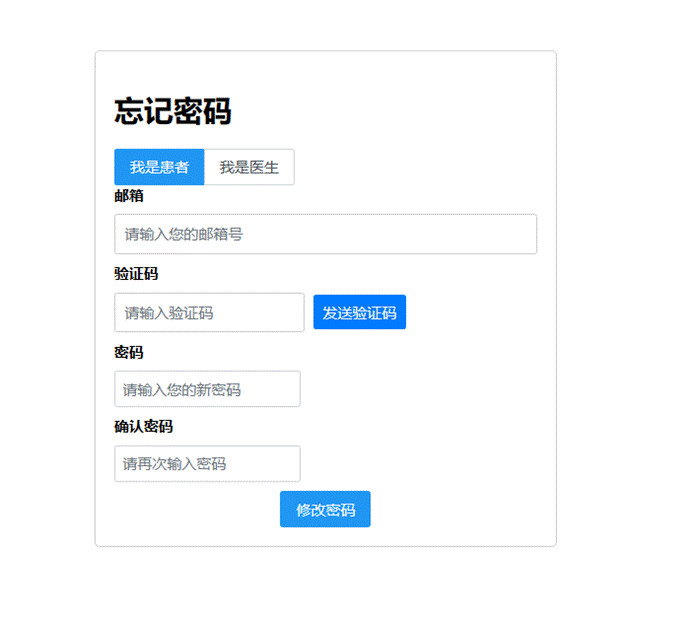 忘记密码
我是患者 我是医生
邮箱
请输入您的邮箱号
验证码
请输入验证码 发送验证码
密码
请输入您的新密码
确认密码
请再次输入密码
修改密码